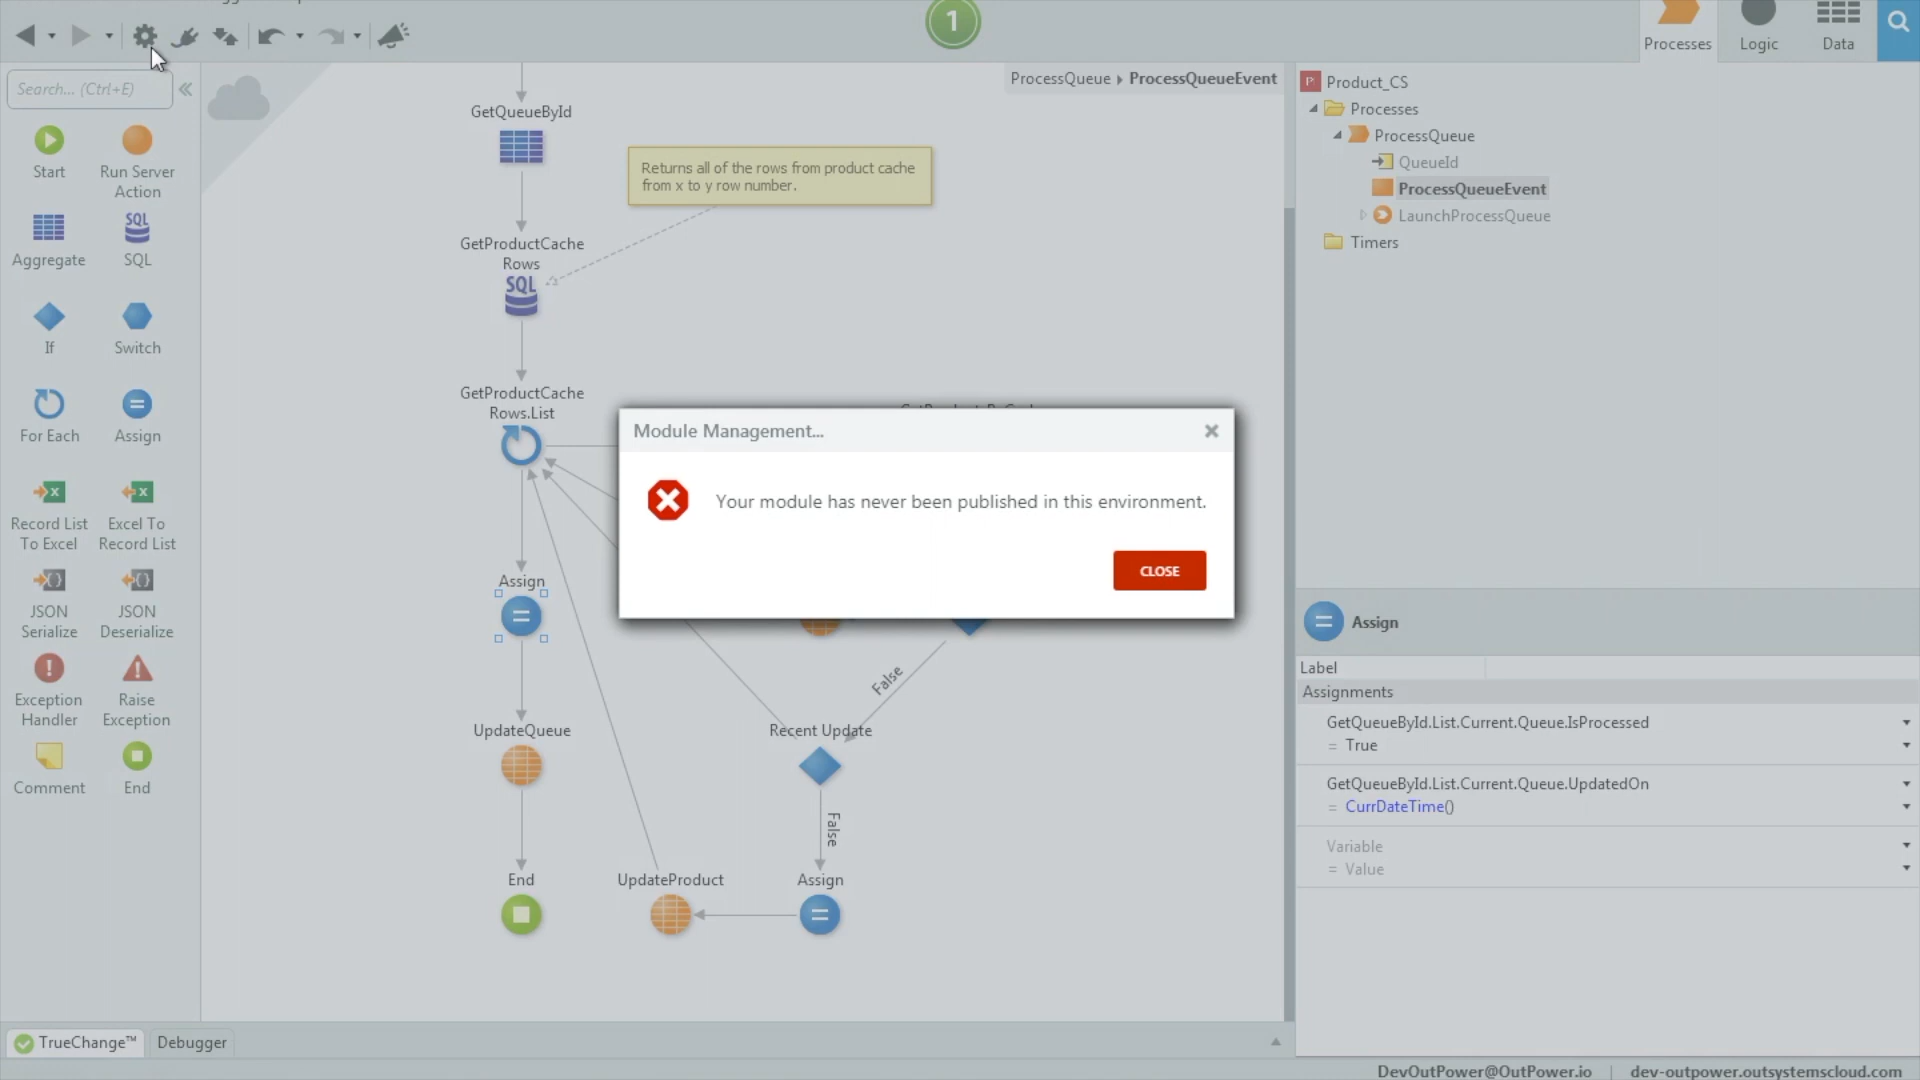 1
Processes
Logic
Data
Search... (Ctrl+E)
Start
Run Server
Action
Aggregate
SQL
SQL
If
Switch
For Each
Assign
Record List
To Excel
Excel To
Record List
JSON
Serialize
JSON
Deserialize
Exception
Handler
Raise
Exception
Comment
End
ProcessQueue
ProcessQueueEvent
GetQueueById
Returns all of the rows from product cache
from x to y row number.
GetProductCache
Rows
SQL
GetProductCache
Rows.List
Assign
UpdateQueue
End
False
Recent Update
False
UpdateProduct
Assign
Module Management...
Your module has never been published in this environment.
CLOSE
Product_CS
Processes
ProcessQueue
QueueId
ProcessQueueEvent
LaunchProcessQueue
Timers
Assign
Label
Assignments
GetQueueById.List.Current.Queue.IsProcessed
= True
GetQueueById.List.Current.Queue.UpdatedOn
= CurrDateTime()
Variable
= Value
TrueChange™
Debugger
DevOutPower@OutPower.io | dev-outpower.outsystemscloud.com